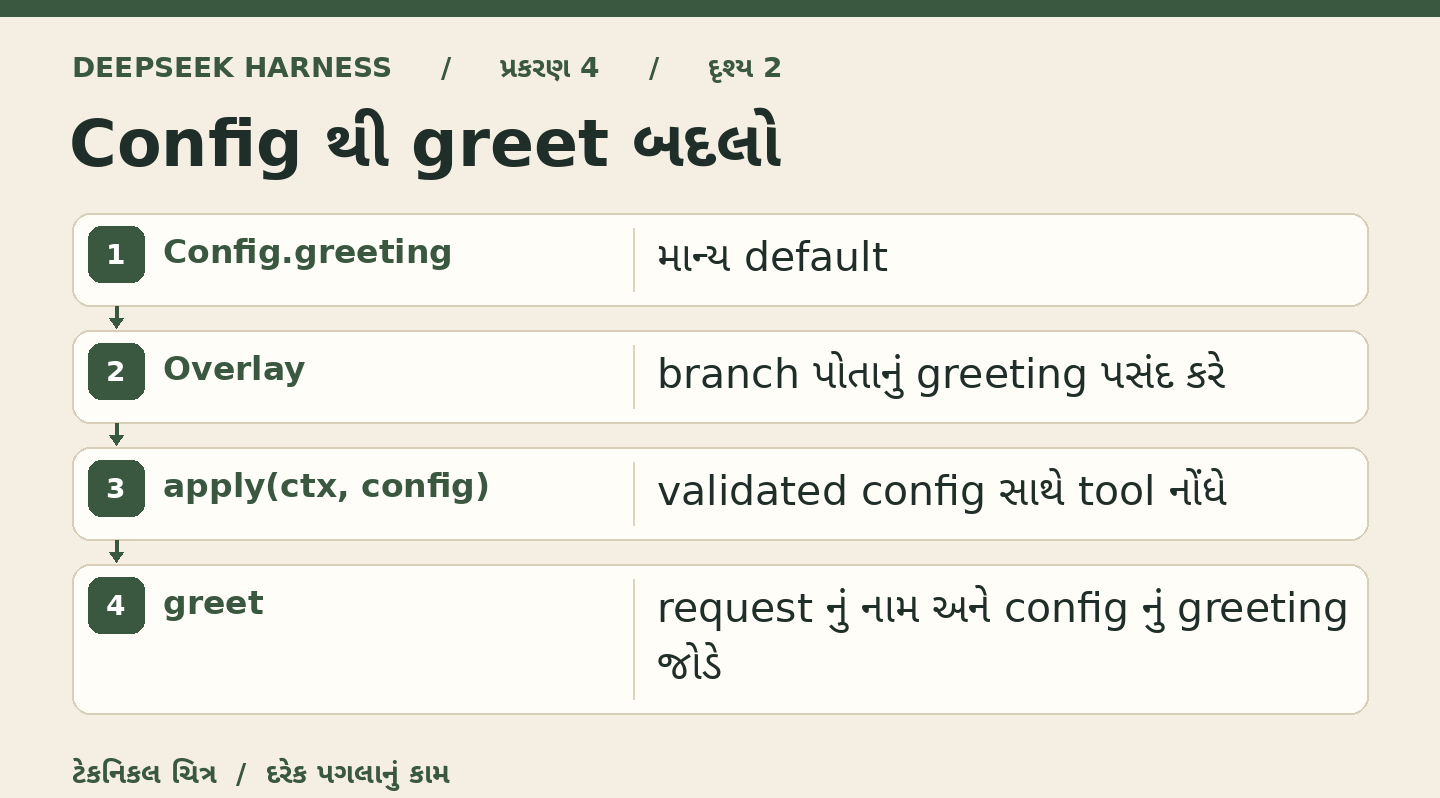 DEEPSEEK HARNESS / પ્રકરણ 4 / દૃશ્ય 2
Config થી greet બદલો
1 Config.greeting માન્ય default
2 Overlay branch પોતાનું greeting પસંદ કરે
3 apply(ctx, config) validated config સાથે tool નોંધે
4 greet request નું નામ અને config નું greeting
જોડે
ટેકનિકલ ચિત્ર / દરેક પગલાનું કામ